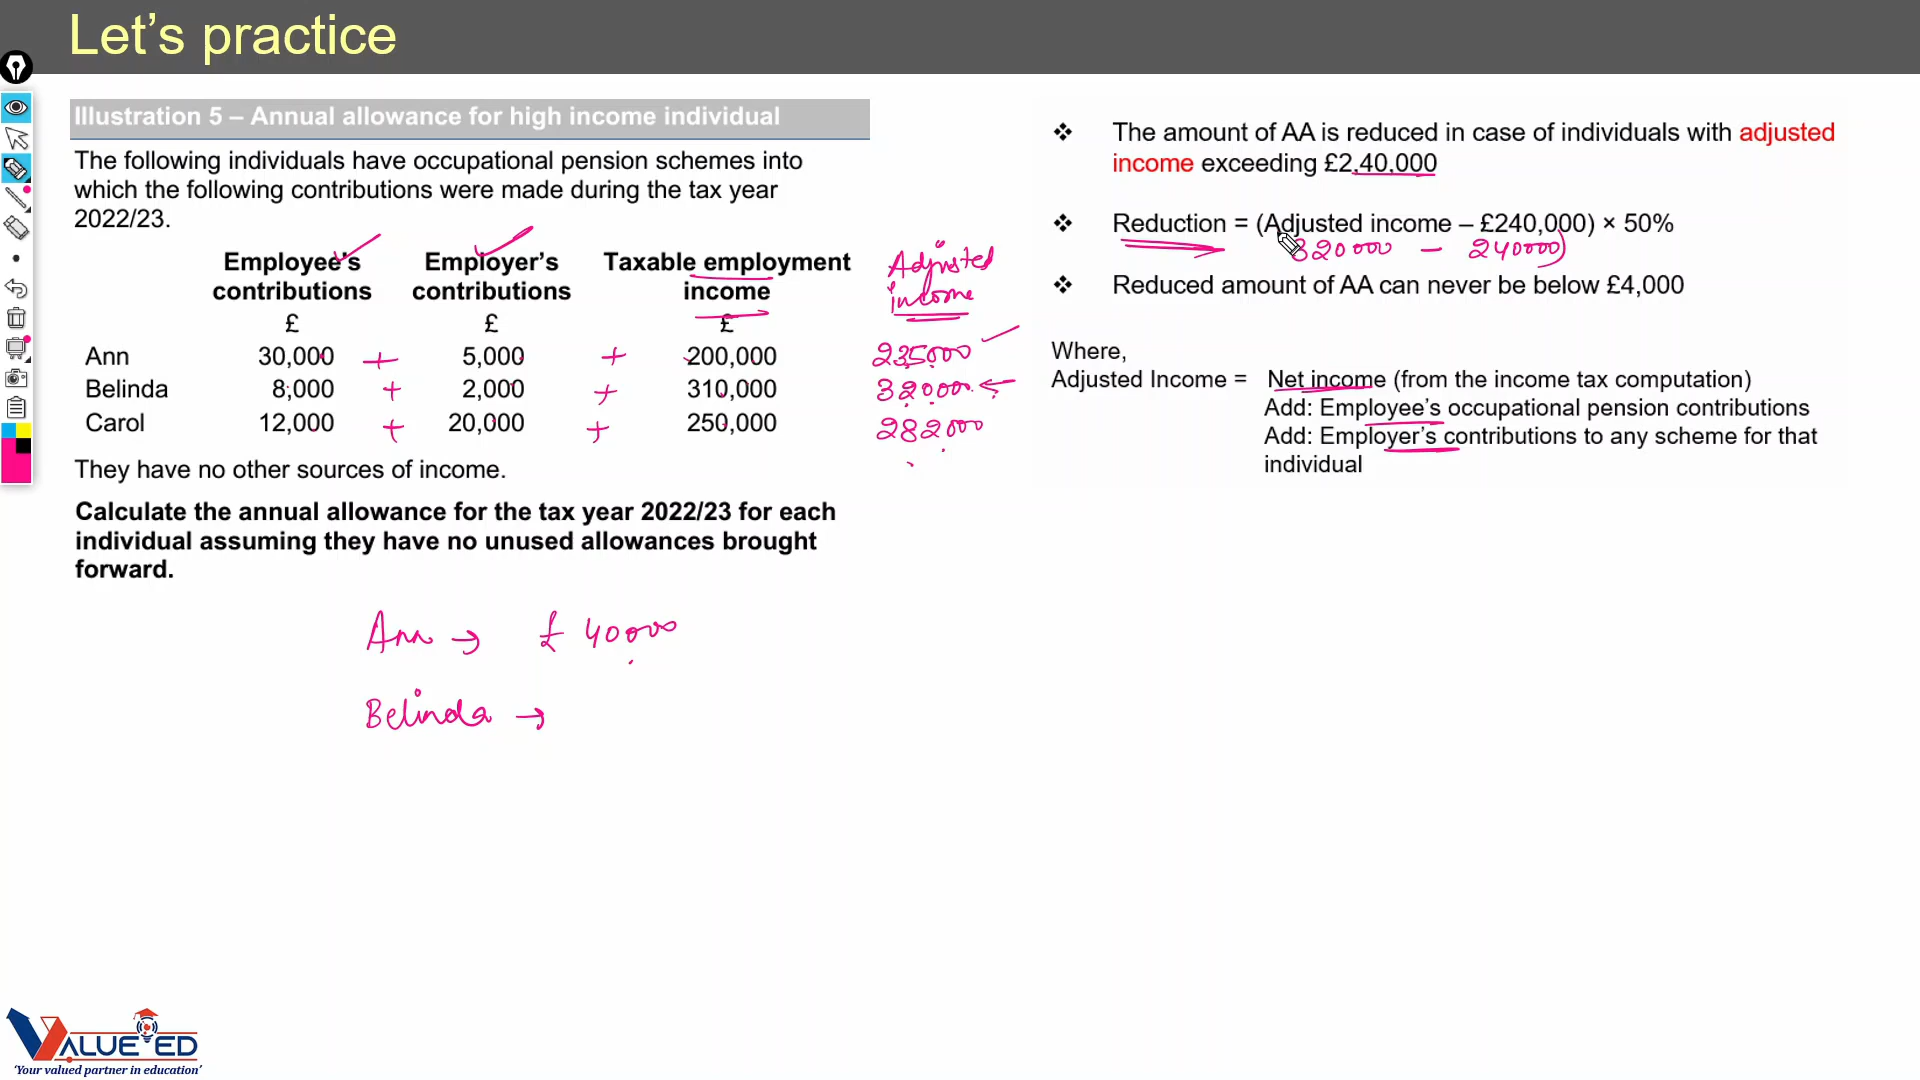 Let's practice
Illustration 5 – Annual allowance for high income individual
The following individuals have occupational pension schemes into
which the following contributions were made during the tax year
2022/23.
Employee's Employer's Taxable employment Adjusted
contributions contributions income income
£ £ £
Ann 30,000 + 5,000 + 200,000 235000
Belinda 8,000 + 2,000 + 310,000 320000 ←
Carol 12,000 + 20,000 + 250,000 282000
They have no other sources of income.
Calculate the annual allowance for the tax year 2022/23 for each
individual assuming they have no unused allowances brought
forward.
Ann → £ 40000
Belinda →
❖ The amount of AA is reduced in case of individuals with adjusted
income exceeding £2,40,000
❖ Reduction = (Adjusted income – £240,000) × 50%
320000 – 240000)
❖ Reduced amount of AA can never be below £4,000
Where,
Adjusted Income = Net income (from the income tax computation)
Add: Employee's occupational pension contributions
Add: Employer's contributions to any scheme for that
individual
VALUE ED
'Your valued partner in education'